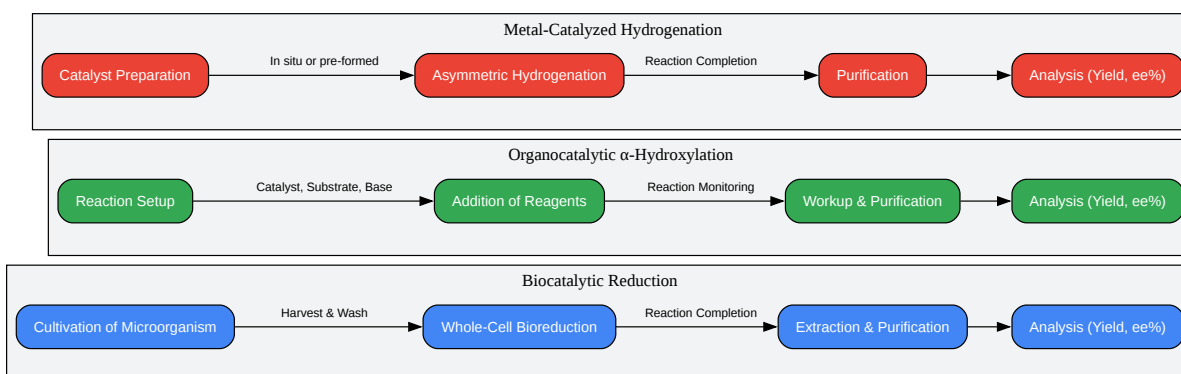 Metal-Catalyzed Hydrogenation
Catalyst Preparation
In situ or pre-formed
Asymmetric Hydrogenation
Reaction Completion
Purification
Analysis (Yield, ee%)
Organocatalytic α-Hydroxylation
Reaction Setup
Catalyst, Substrate, Base
Addition of Reagents
Reaction Monitoring
Workup & Purification
Analysis (Yield, ee%)
Biocatalytic Reduction
Cultivation of Microorganism
Harvest & Wash
Whole-Cell Bioreduction
Reaction Completion
Extraction & Purification
Analysis (Yield, ee%)